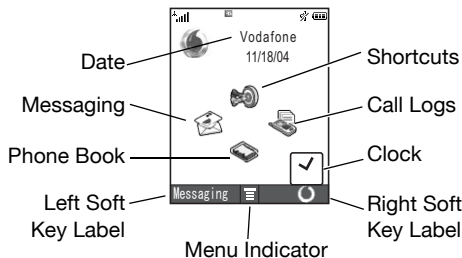 Vodafone
Date
11/18/04
Shortcuts
Messaging
Call Logs
Phone Book
Clock
Messaging
Left Soft
Key Label
Right Soft
Key Label
Menu Indicator